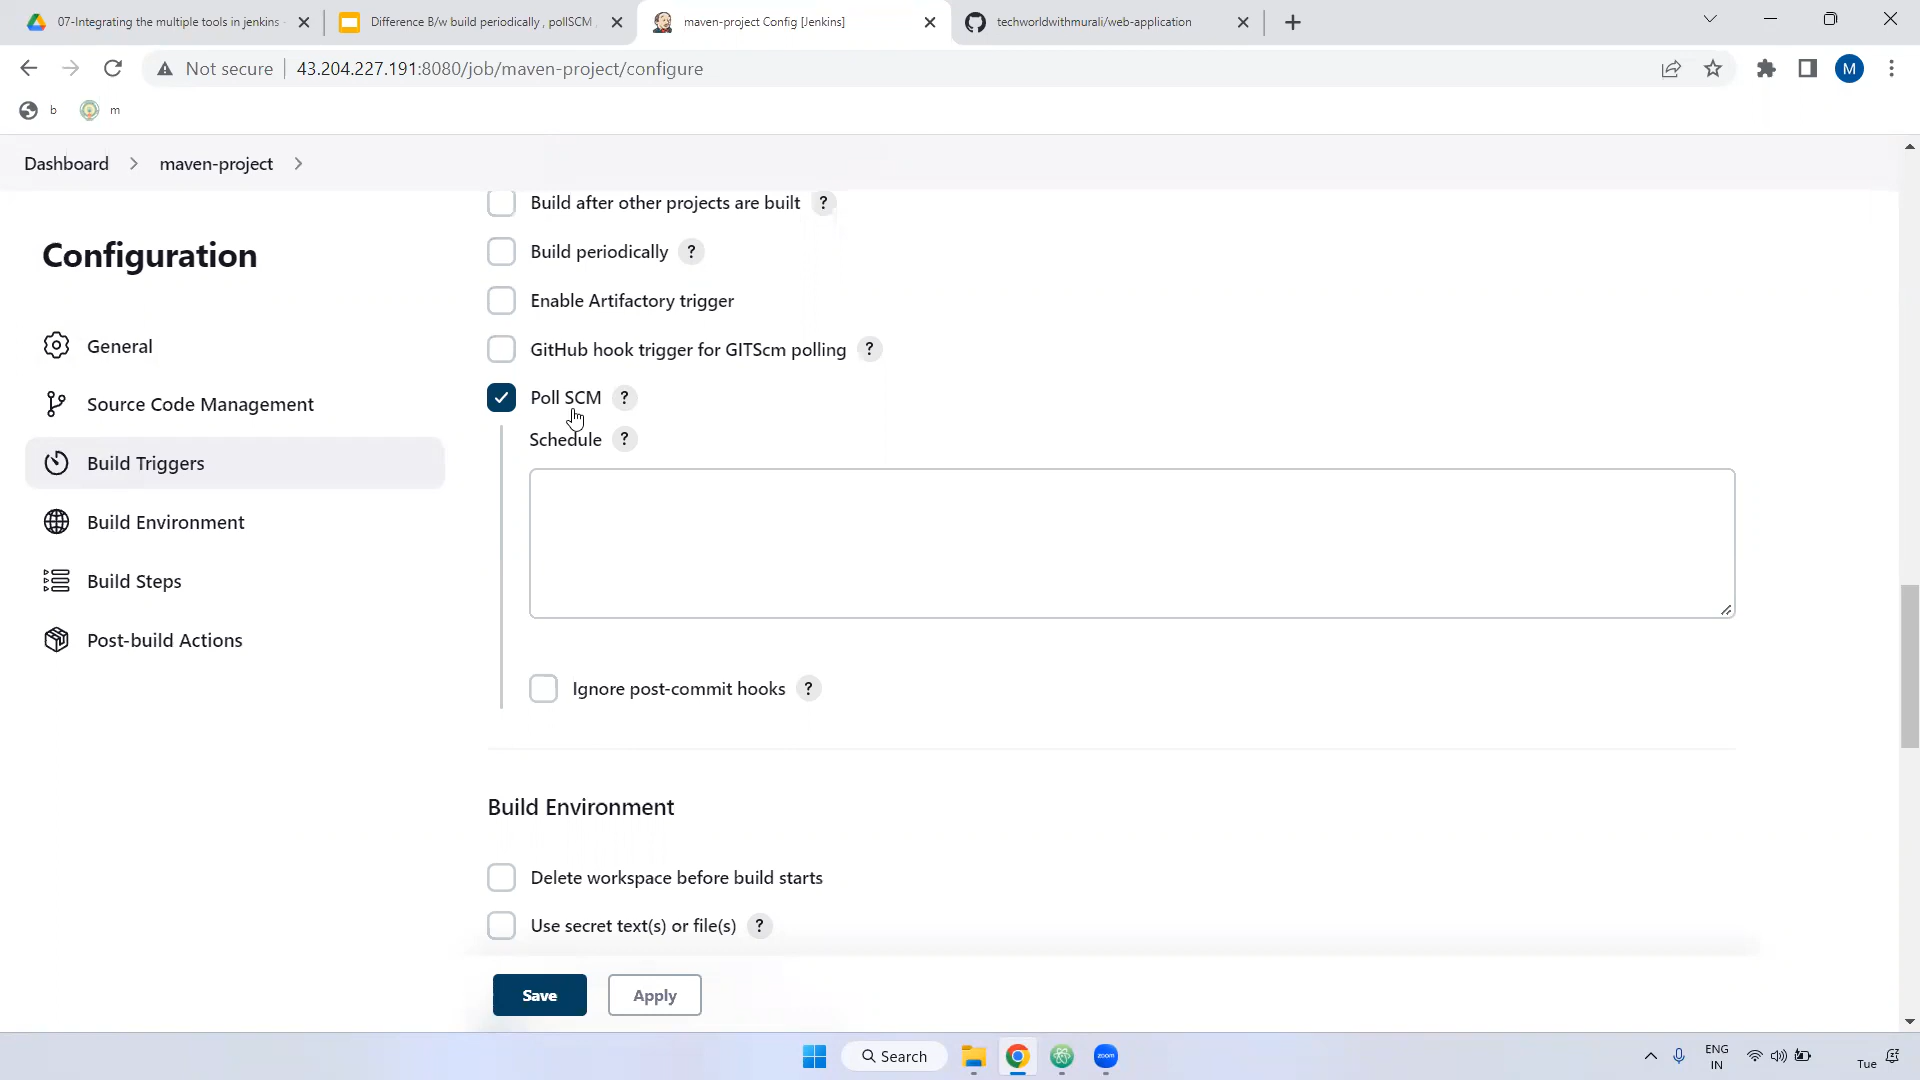 07-Integrating the multiple tools in jenkins -
Difference B/w build periodically , pollSCM ,
maven-project Config [Jenkins]
techworldwithmurali/web-application
Not secure
43.204.227.191:8080/job/maven-project/configure
M
b
m
Dashboard
maven-project
Configuration
General
Source Code Management
Build Triggers
Build Environment
Build Steps
Post-build Actions
Build after other projects are built ?
Build periodically ?
Enable Artifactory trigger
GitHub hook trigger for GITScm polling ?
Poll SCM ?
Schedule ?
Ignore post-commit hooks ?
Build Environment
Delete workspace before build starts
Use secret text(s) or file(s) ?
Save
Apply
Search
zoom
ENG
IN
Tue